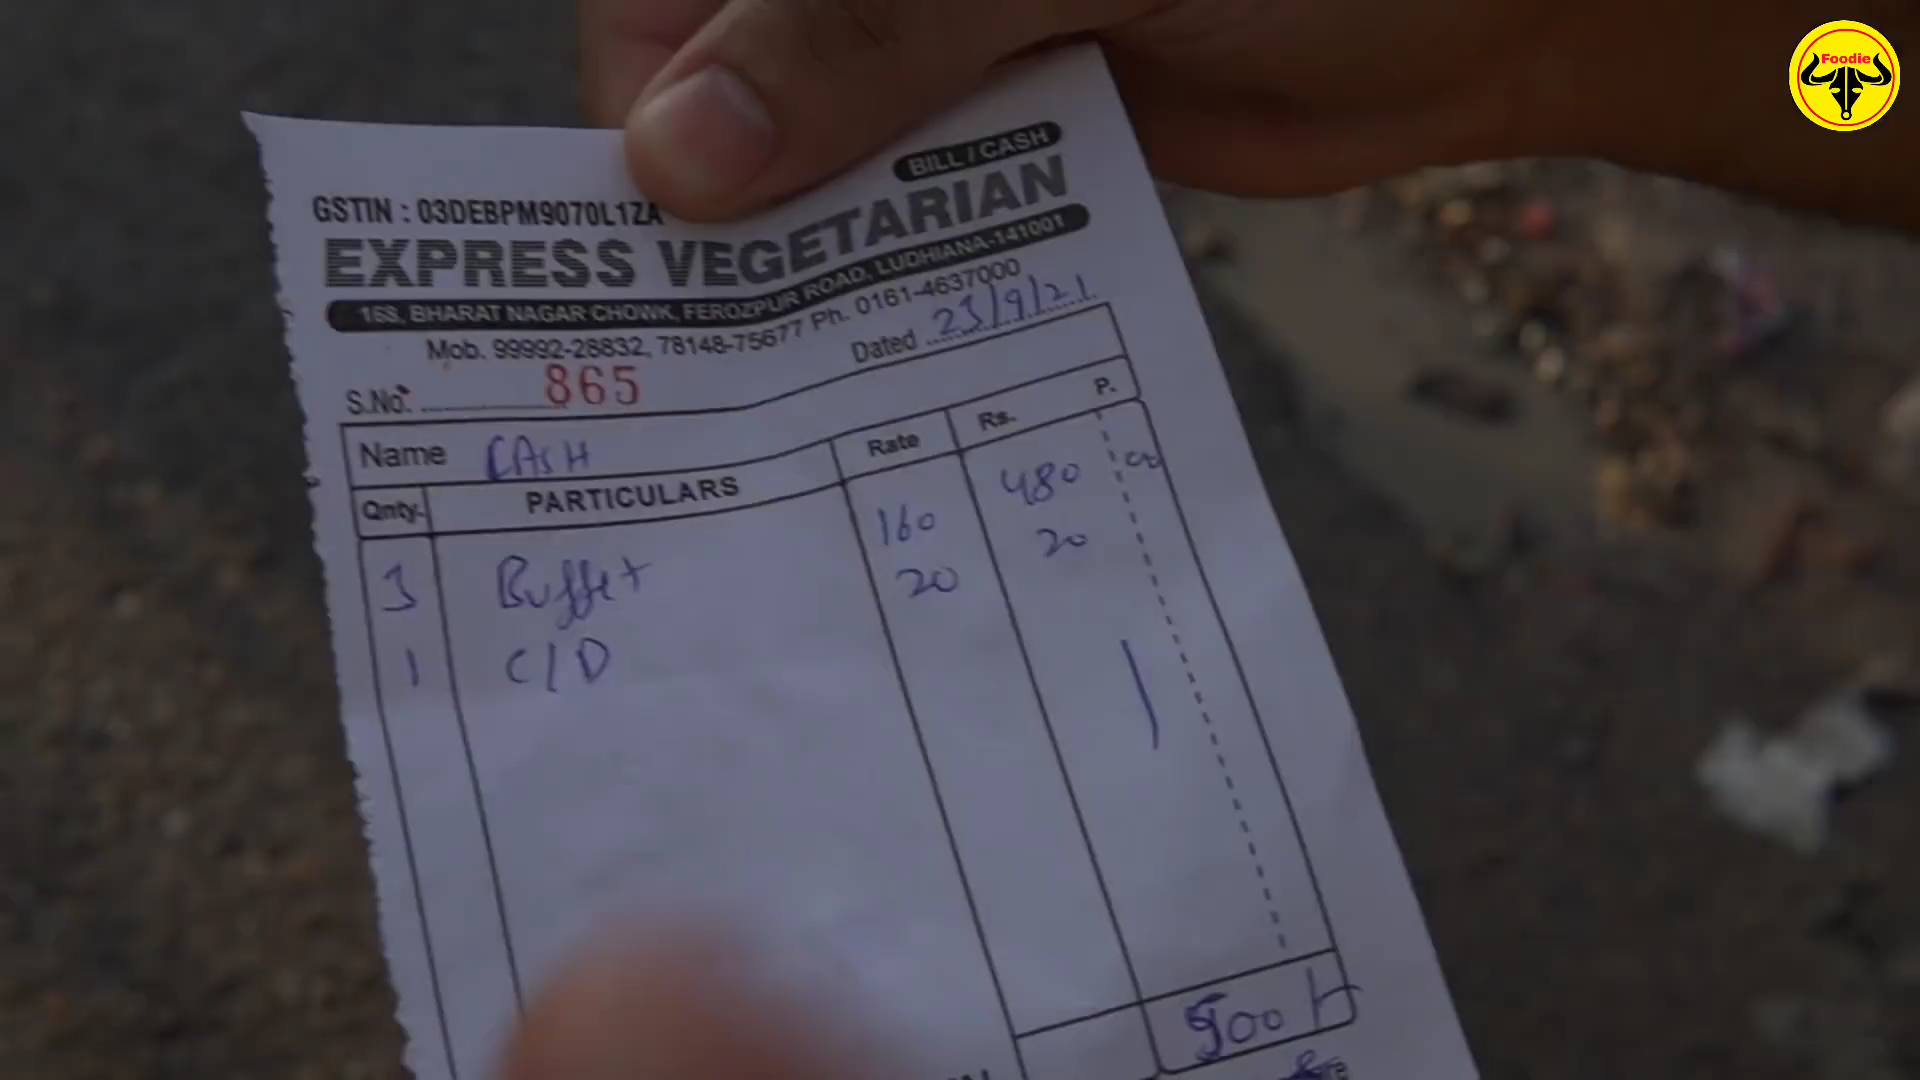 Foodie
BILL / CASH
GSTIN : 03DEBPM9070L1ZA
EXPRESS VEGETARIAN
168, BHARAT NAGAR CHOWK, FEROZPUR ROAD, LUDHIANA-141001
Mob. 99992-28832, 78148-75677 Ph. 0161-4637000
S.No. 865 Dated 23/9/21
Name CASH
Qnty. PARTICULARS Rate Rs. P.
3 Buffet 160 480 00
1 C/D 20 20
500